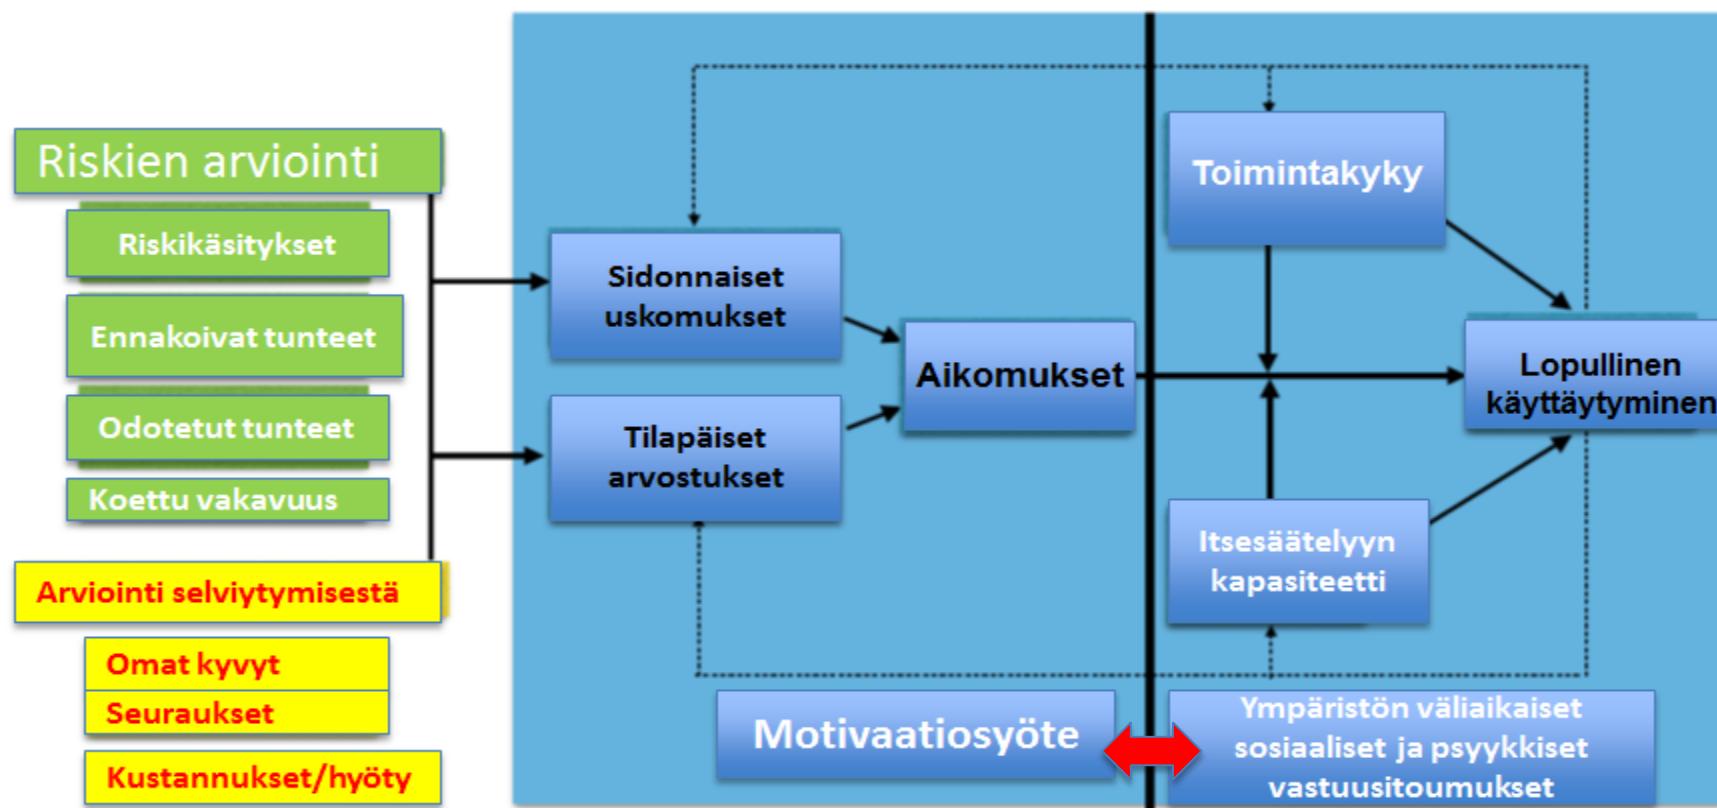 Riskien arviointi
Riskikäsitykset
Ennakoivat tunteet
Odotetut tunteet
Koettu vakavuus
Arviointi selviytymisestä
Omat kyvyt
Seuraukset
Kustannukset/hyöty
Sidonnaiset
uskomukset
Tilapäiset
arvostukset
Aikomukset
Toimintakyky
Itsesäätelyyn
kapasiteetti
Lopullinen
käyttäytyminen
Motivaatiosyöte
Ympäristön väliaikaiset
sosiaaliset ja psyykkiset
vastuusitoumukset